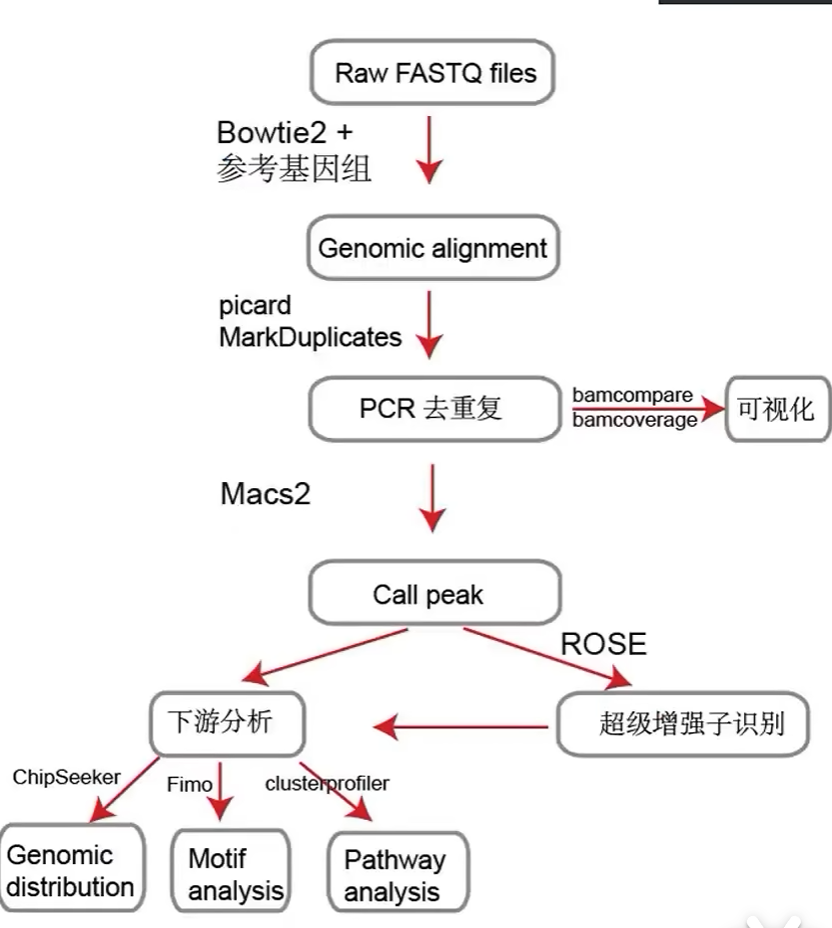 Raw FASTQ files
Bowtie2 +
参考基因组
Genomic alignment
picard
MarkDuplicates
PCR 去重复
bamcompare
bamcoverage
可视化
Macs2
Call peak
ROSE
下游分析
超级增强子识别
ChipSeeker
Fimo
clusterprofiler
Genomic
distribution
Motif
analysis
Pathway
analysis